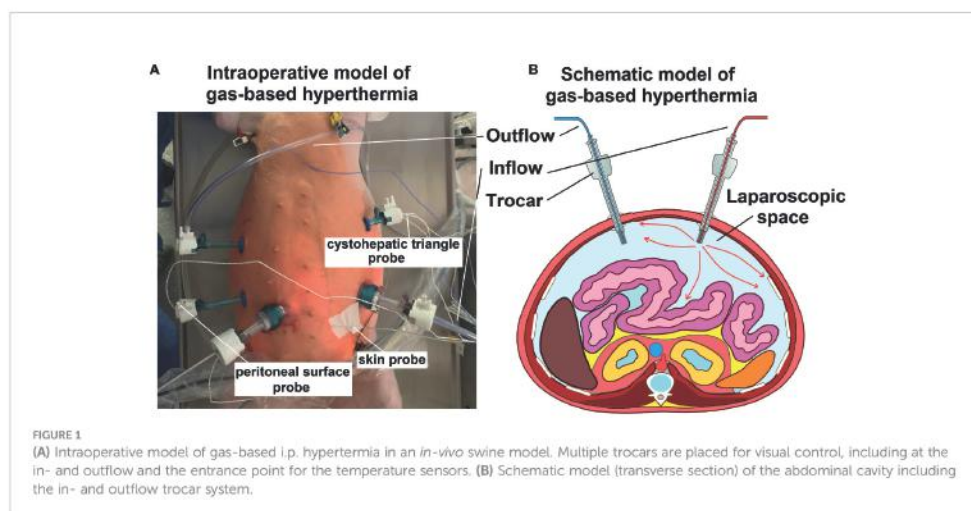 A
Intraoperative model of
gas-based hyperthermia
B
Schematic model of
gas-based hyperthermia
Outflow
Inflow
Trocar
Laparoscopic
space
cystohepatic triangle
probe
skin probe
peritoneal surface
probe
FIGURE 1
(A) Intraoperative model of gas-based i.p. hypertermia in an in-vivo swine model. Multiple trocars are placed for visual control, including at the
in- and outflow and the entrance point for the temperature sensors. (B) Schematic model (transverse section) of the abdominal cavity including
the in- and outflow trocar system.